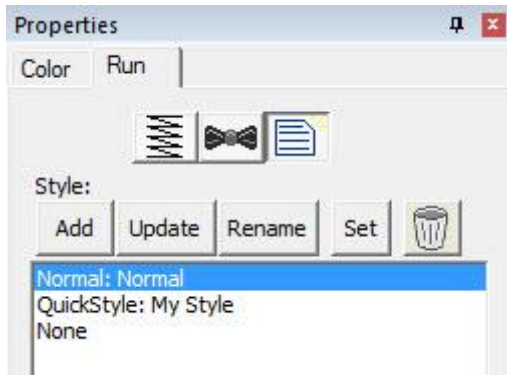 Properties
Color Run
Style:
Add Update Rename Set
Normal: Normal
QuickStyle: My Style
None